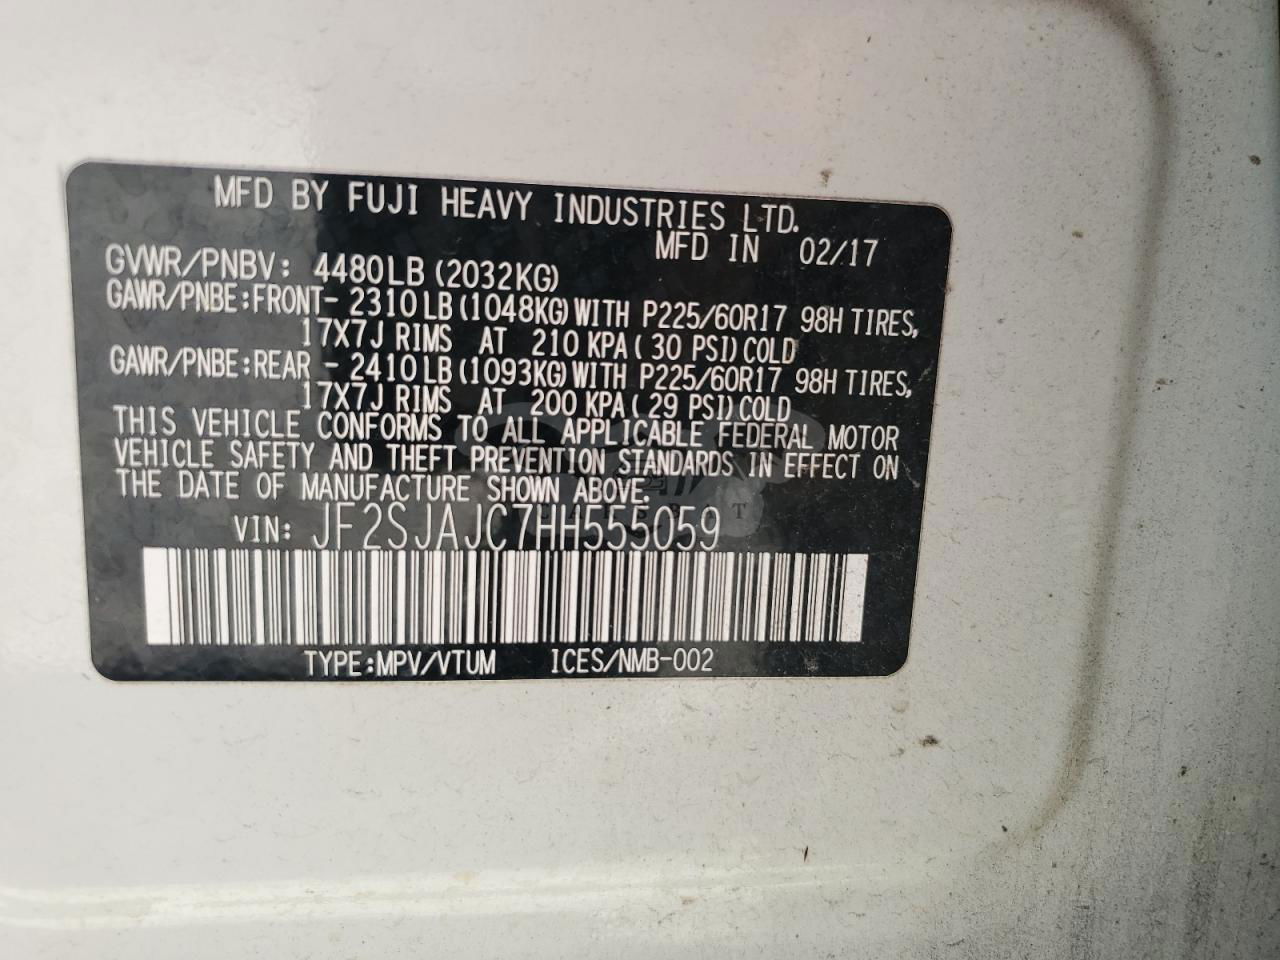 MFD BY FUJI HEAVY INDUSTRIES LTD.
MFD IN 02/17
GVWR/PNBV: 4480LB (2032KG)
GAWR/PNBE:FRONT- 2310LB(1048KG)WITH P225/60R17 98H TIRES,
17X7J RIMS AT 210 KPA( 30 PSI)COLD
GAWR/PNBE:REAR - 2410LB(1093KG)WITH P225/60R17 98H TIRES,
17X7J RIMS AT 200 KPA( 29 PSI)COLD
THIS VEHICLE CONFORMS TO ALL APPLICABLE FEDERAL MOTOR
VEHICLE SAFETY AND THEFT PREVENTION STANDARDS IN EFFECT ON
THE DATE OF MANUFACTURE SHOWN ABOVE.
VIN: JF2SJAJC7HH555059
TYPE:MPV/VTUM ICES/NMB-002